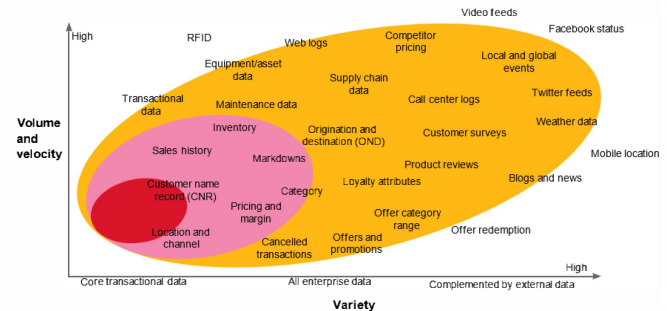 Video feeds
Facebook status
High
RFID
Web logs
Competitor
pricing
Equipment/asset
data
Local and global
events
Supply chain
data
Twitter feeds
Transactional
data
Maintenance data
Call center logs
Volume
and
velocity
Inventory
Origination and
destination (OND)
Customer surveys
Weather data
Sales history
Markdowns
Mobile location
Product reviews
Customer name
record (CNR)
Category
Loyalty attributes
Blogs and news
Pricing and
margin
Offer category
range
Location and
channel
Cancelled
transactions
Offers and
promotions
Offer redemption
High
Core transactional data
All enterprise data
Complemented by external data
Variety